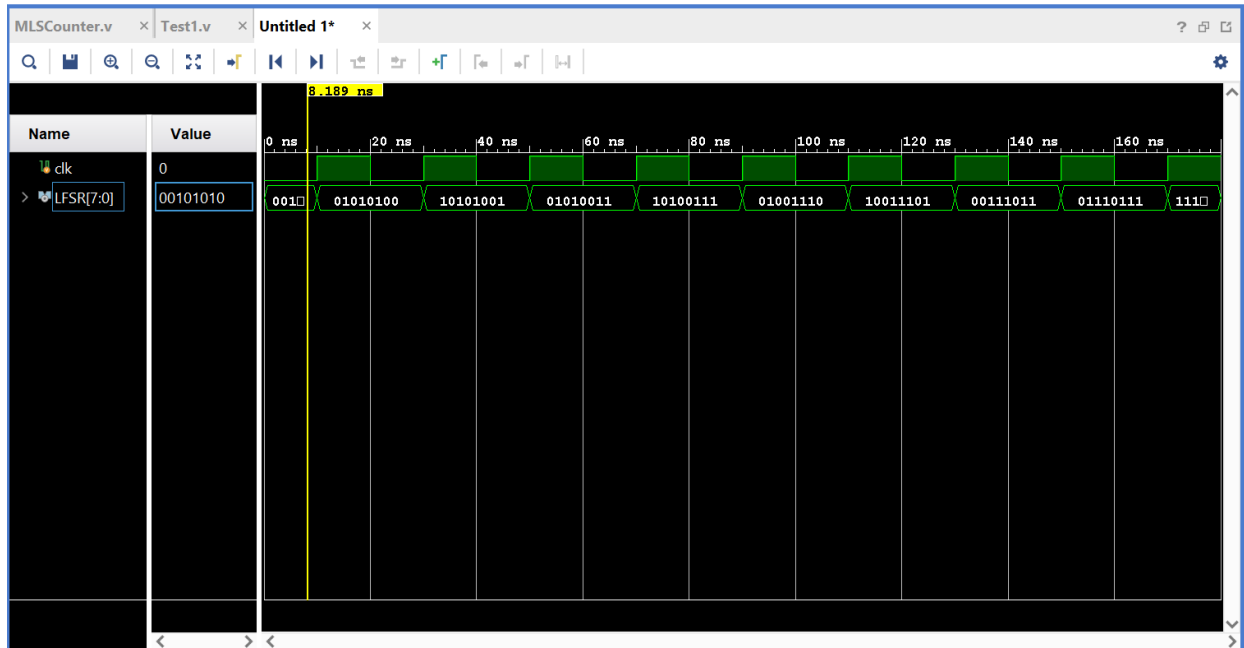 MLSCounter.v × Test1.v × Untitled 1* ×
8.189 ns
Name Value
0 ns 20 ns 40 ns 60 ns 80 ns 100 ns 120 ns 140 ns 160 ns
clk 0
LFSR[7:0] 00101010 001 01010100 10101001 01010011 10100111 01001110 10011101 00111011 01110111 111